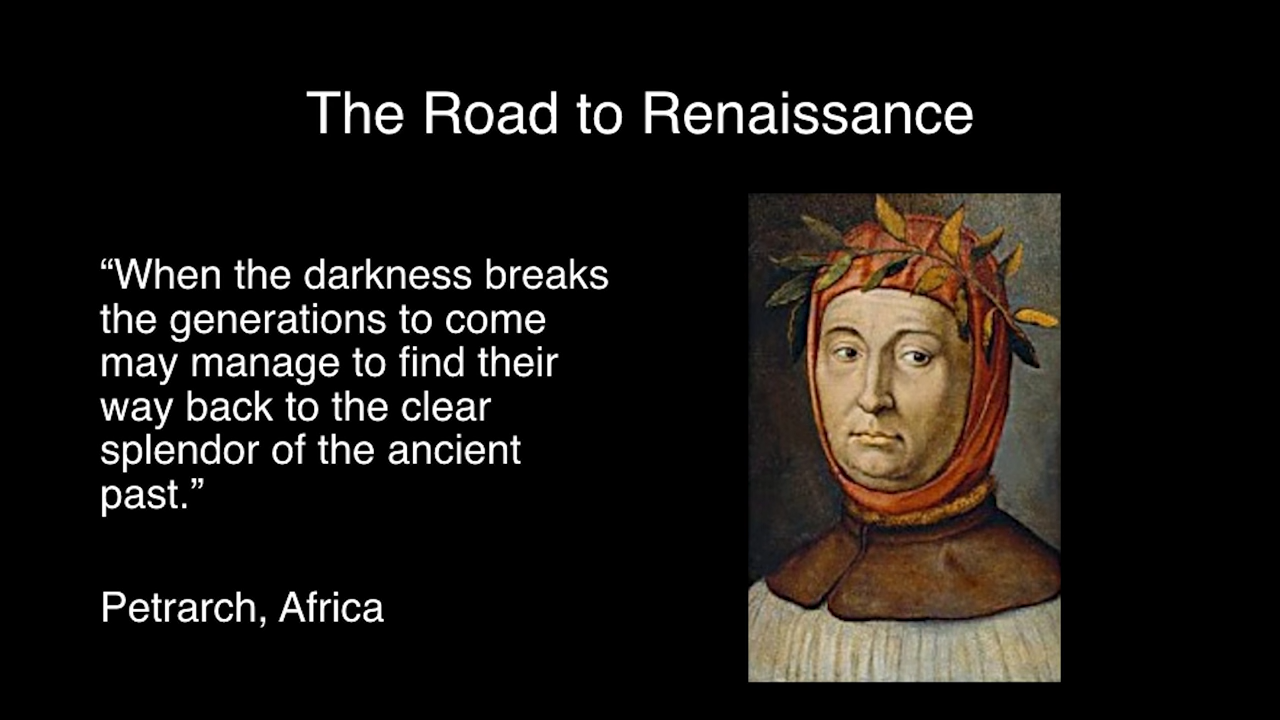 The Road to Renaissance
“When the darkness breaks
the generations to come
may manage to find their
way back to the clear
splendor of the ancient
past.”
Petrarch, Africa